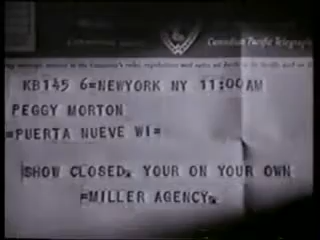 Canadian Pacific Telegraph
KB145 6=NEWYORK NY 11:00AM
PEGGY MORTON
=PUERTA NUEVE WI=
SHOW CLOSED. YOUR ON YOUR OWN
=MILLER AGENCY.